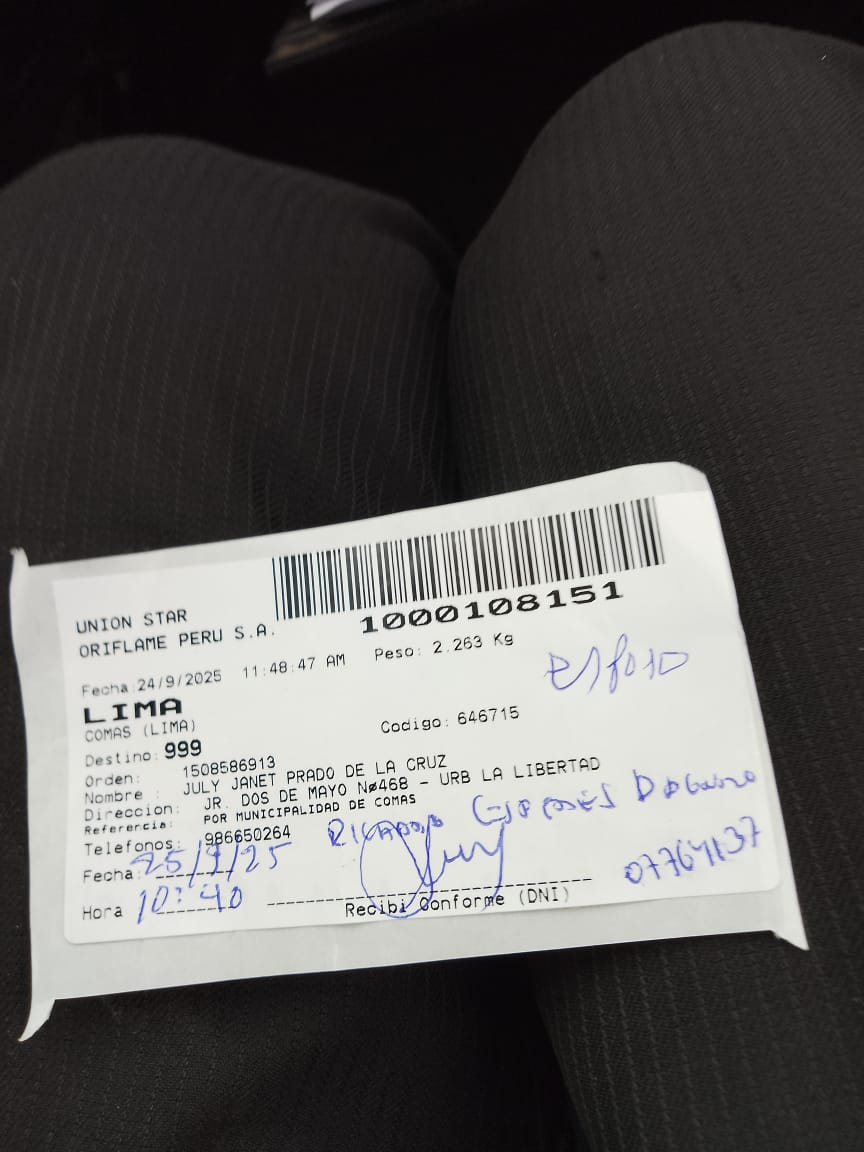 UNION STAR
ORIFLAME PERU S.A.
1000108151
Fecha:24/9/2025 11:48:47 AM Peso: 2.263 Kg
LIMA
COMAS (LIMA)
Codigo: 646715
Destino: 999
Orden: 1508586913
Nombre : JULY JANET PRADO DE LA CRUZ
Direccion: JR. DOS DE MAYO Nø468 - URB LA LIBERTAD
Referencia: POR MUNICIPALIDAD DE COMAS
Telefonos: 986650264
Fecha: 25/9/25
07764137
Hora 10:40
Recibi Conforme (DNI)